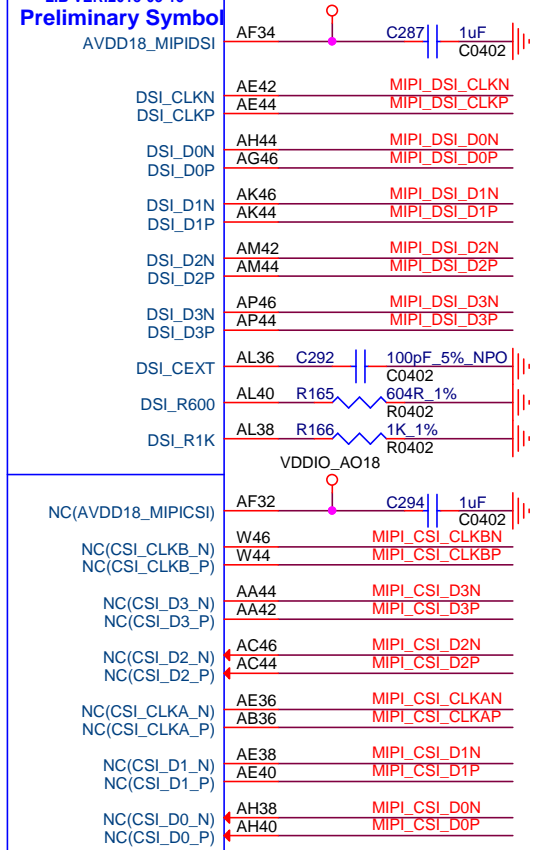 Preliminary Symbol
AVDD18_MIPIDSI AF34 C287 1uF
C0402
DSI_CLKN AE42 MIPI_DSI_CLKN
DSI_CLKP AE44 MIPI_DSI_CLKP
DSI_D0N AH44 MIPI_DSI_D0N
DSI_D0P AG46 MIPI_DSI_D0P
DSI_D1N AK46 MIPI_DSI_D1N
DSI_D1P AK44 MIPI_DSI_D1P
DSI_D2N AM42 MIPI_DSI_D2N
DSI_D2P AM44 MIPI_DSI_D2P
DSI_D3N AP46 MIPI_DSI_D3N
DSI_D3P AP44 MIPI_DSI_D3P
DSI_CEXT AL36 C292 100pF_5%_NPO
C0402
DSI_R600 AL40 R165 604R_1%
R0402
DSI_R1K AL38 R166 1K_1%
R0402
VDDIO_AO18
NC(AVDD18_MIPICSI) AF32 C294 1uF
C0402
NC(CSI_CLKB_N) W46 MIPI_CSI_CLKBN
NC(CSI_CLKB_P) W44 MIPI_CSI_CLKBP
NC(CSI_D3_N) AA44 MIPI_CSI_D3N
NC(CSI_D3_P) AA42 MIPI_CSI_D3P
NC(CSI_D2_N) AC46 MIPI_CSI_D2N
NC(CSI_D2_P) AC44 MIPI_CSI_D2P
NC(CSI_CLKA_N) AE36 MIPI_CSI_CLKAN
NC(CSI_CLKA_P) AB36 MIPI_CSI_CLKAP
NC(CSI_D1_N) AE38 MIPI_CSI_D1N
NC(CSI_D1_P) AE40 MIPI_CSI_D1P
NC(CSI_D0_N) AH38 MIPI_CSI_D0N
NC(CSI_D0_P) AH40 MIPI_CSI_D0P